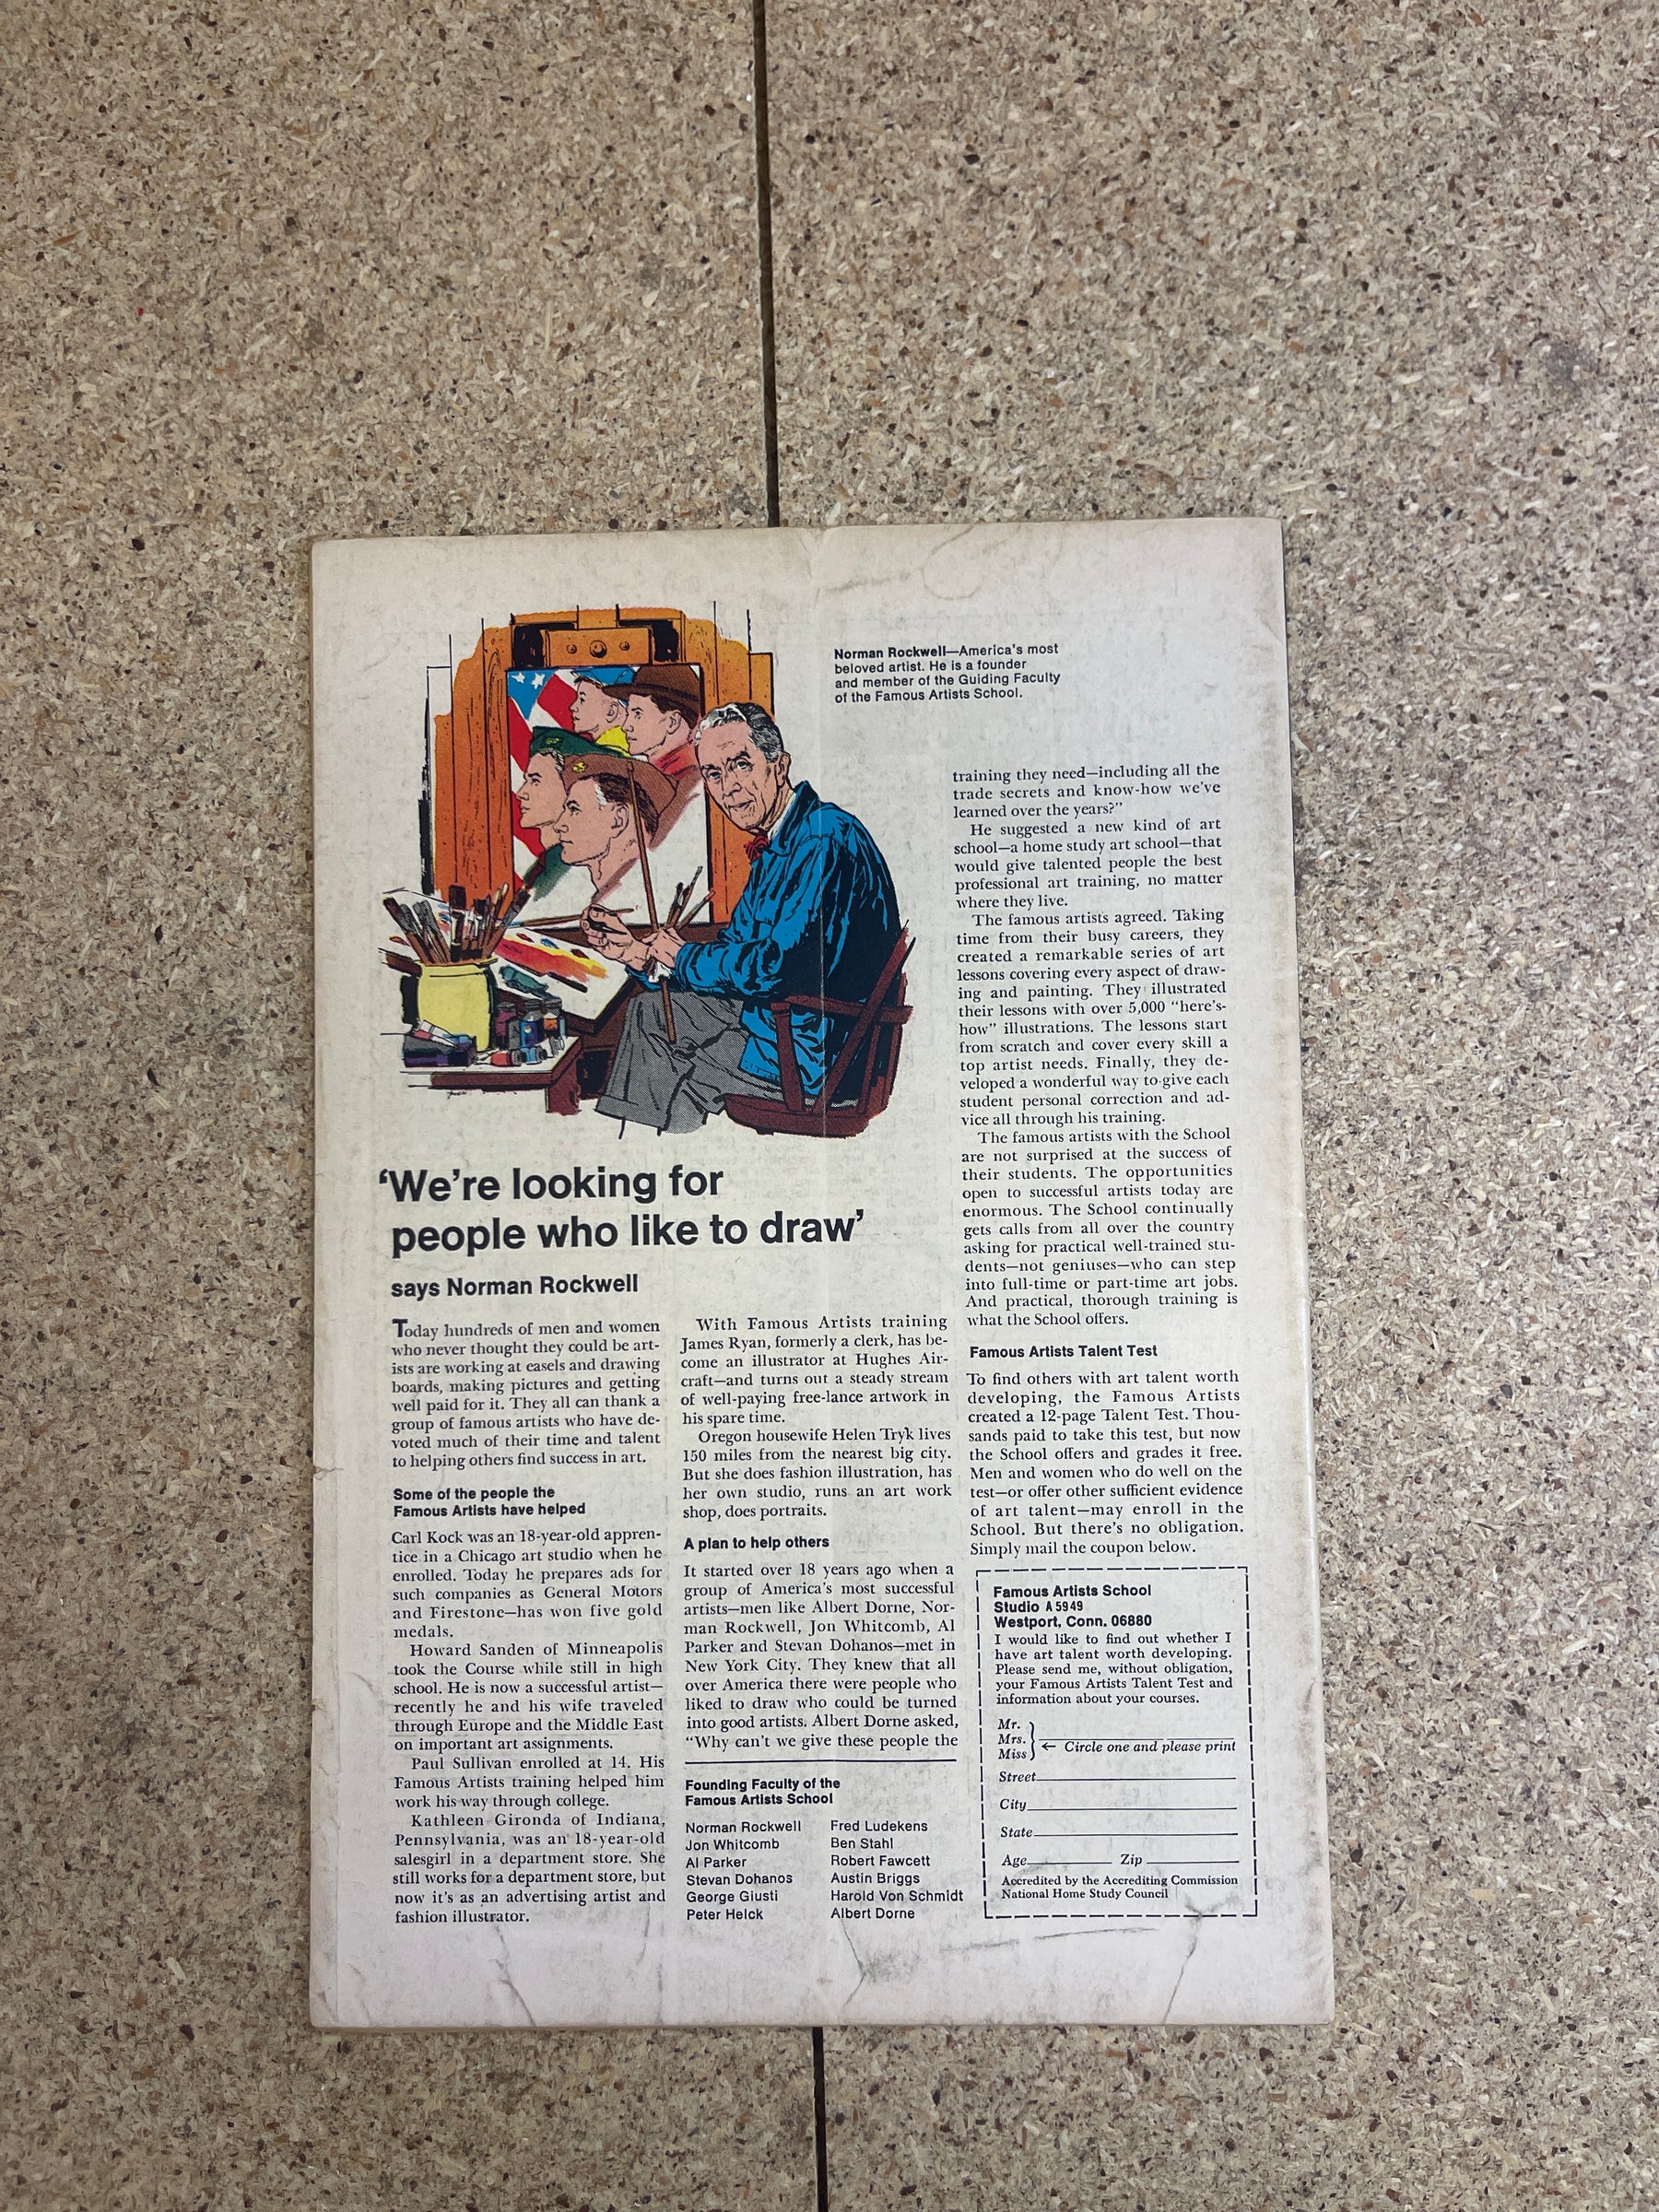 Norman Rockwell—America's most
beloved artist. He is a founder
and member of the Guiding Faculty
of the Famous Artists School.
'We're looking for
people who like to draw'
says Norman Rockwell
Today hundreds of men and women
who never thought they could be art-
ists are working at easels and drawing
boards, making pictures and getting
well paid for it. They all can thank a
group of famous artists who have de-
voted much of their time and talent
to helping others find success in art.
Some of the people the
Famous Artists have helped
Carl Kock was an 18-year-old appren-
tice in a Chicago art studio when he
enrolled. Today he prepares ads for
such companies as General Motors
and Firestone—has won five gold
medals.
Howard Sanden of Minneapolis
took the Course while still in high
school. He is now a successful artist—
recently he and his wife traveled
through Europe and the Middle East
on important art assignments.
Paul Sullivan enrolled at 14. His
Famous Artists training helped him
work his way through college.
Kathleen Gironda of Indiana,
Pennsylvania, was an 18-year-old
salesgirl in a department store. She
still works for a department store, but
now it's as an advertising artist and
fashion illustrator.
With Famous Artists training
James Ryan, formerly a clerk, has be-
come an illustrator at Hughes Air-
craft—and turns out a steady stream
of well-paying free-lance artwork in
his spare time.
Oregon housewife Helen Tryk lives
150 miles from the nearest big city.
But she does fashion illustration, has
her own studio, runs an art work
shop, does portraits.
A plan to help others
It started over 18 years ago when a
group of America's most successful
artists—men like Albert Dorne, Nor-
man Rockwell, Jon Whitcomb, Al
Parker and Stevan Dohanos—met in
New York City. They knew that all
over America there were people who
liked to draw who could be turned
into good artists. Albert Dorne asked,
"Why can't we give these people the
training they need—including all the
trade secrets and know-how we've
learned over the years?"
He suggested a new kind of art
school—a home study art school—that
would give talented people the best
professional art training, no matter
where they live.
The famous artists agreed. Taking
time from their busy careers, they
created a remarkable series of art
lessons covering every aspect of draw-
ing and painting. They illustrated
their lessons with over 5,000 "here's-
how" illustrations. The lessons start
from scratch and cover every skill a
top artist needs. Finally, they de-
veloped a wonderful way to give each
student personal correction and ad-
vice all through his training.
The famous artists with the School
are not surprised at the success of
their students. The opportunities
open to successful artists today are
enormous. The School continually
gets calls from all over the country
asking for practical well-trained stu-
dents—not geniuses—who can step
into full-time or part-time art jobs.
And practical, thorough training is
what the School offers.
Famous Artists Talent Test
To find others with art talent worth
developing, the Famous Artists
created a 12-page Talent Test. Thou-
sands paid to take this test, but now
the School offers and grades it free.
Men and women who do well on the
test—or offer other sufficient evidence
of art talent—may enroll in the
School. But there's no obligation.
Simply mail the coupon below.
Founding Faculty of the
Famous Artists School
Norman Rockwell
Jon Whitcomb
Al Parker
Stevan Dohanos
George Giusti
Peter Helck
Fred Ludekens
Ben Stahl
Robert Fawcett
Austin Briggs
Harold Von Schmidt
Albert Dorne
Famous Artists School
Studio A 5949
Westport, Conn. 06880
I would like to find out whether I
have art talent worth developing.
Please send me, without obligation,
your Famous Artists Talent Test and
information about your courses.
Mr.
Mrs.
Miss
← Circle one and please print
Street
City
State
Age Zip
Accredited by the Accrediting Commission
National Home Study Council